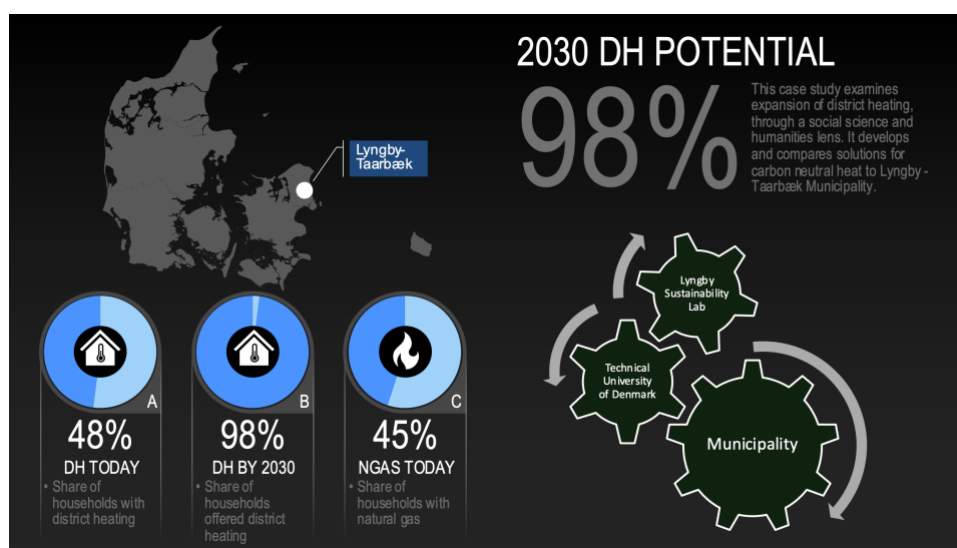 2030 DH POTENTIAL
98%
This case study examines
expansion of district heating,
through a social science and
humanities lens. It develops
and compares solutions for
carbon neutral heat to Lyngby -
Taarbæk Municipality.
Lyngby-
Taarbæk
Lyngby
Sustainability
Lab
Technical
University
of Denmark
Municipality
A
48%
DH TODAY
• Share of
households with
district heating
B
98%
DH BY 2030
• Share of
households
offered district
heating
C
45%
NGAS TODAY
• Share of
households with
natural gas